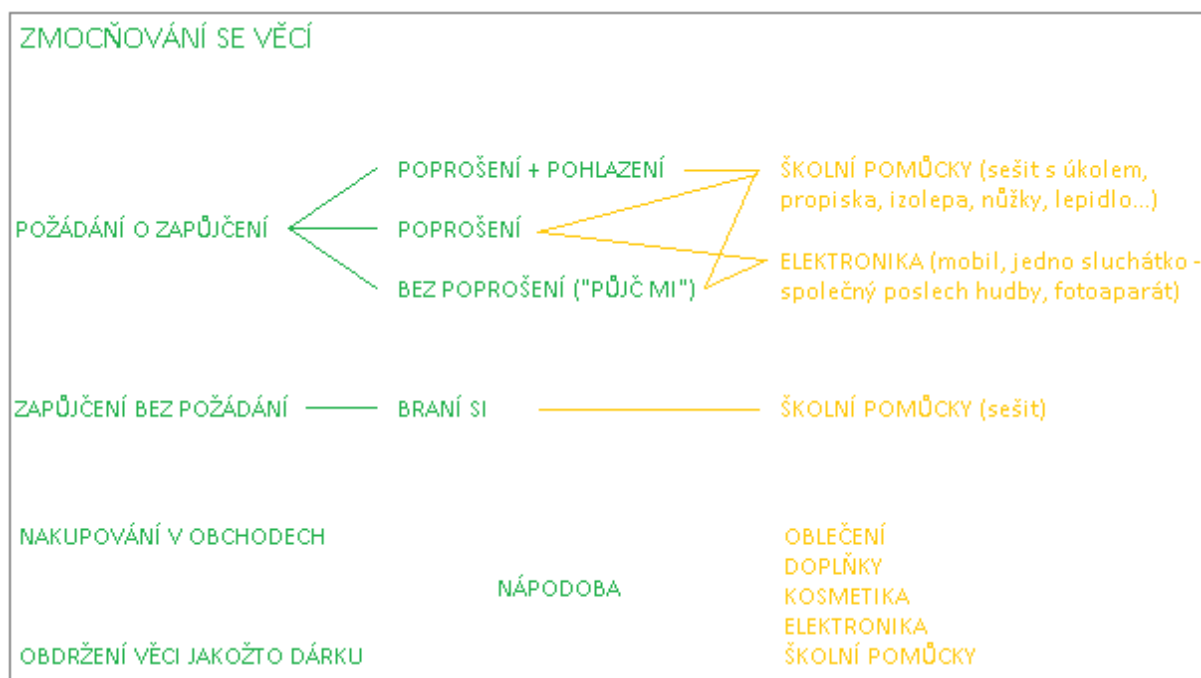 ZMOCŇOVÁNÍ SE VĚCÍ
POPROŠENÍ + POHLAZENÍ
ŠKOLNÍ POMŮCKY (sešit s úkolem,
propiska, izolepa, nůžky, lepidlo...)
POŽÁDÁNÍ O ZAPŮJČENÍ
POPROŠENÍ
ELEKTRONIKA (mobil, jedno sluchátko -
společný poslech hudby, fotoaparát)
BEZ POPROŠENÍ ("PŮJČ MI")
ZAPŮJČENÍ BEZ POŽÁDÁNÍ
BRANÍ SI
ŠKOLNÍ POMŮCKY (sešit)
NAKUPOVÁNÍ V OBCHODECH
OBLEČENÍ
DOPLŇKY
NÁPODOBA
KOSMETIKA
ELEKTRONIKA
OBDRŽENÍ VĚCI JAKOŽTO DÁRKU
ŠKOLNÍ POMŮCKY